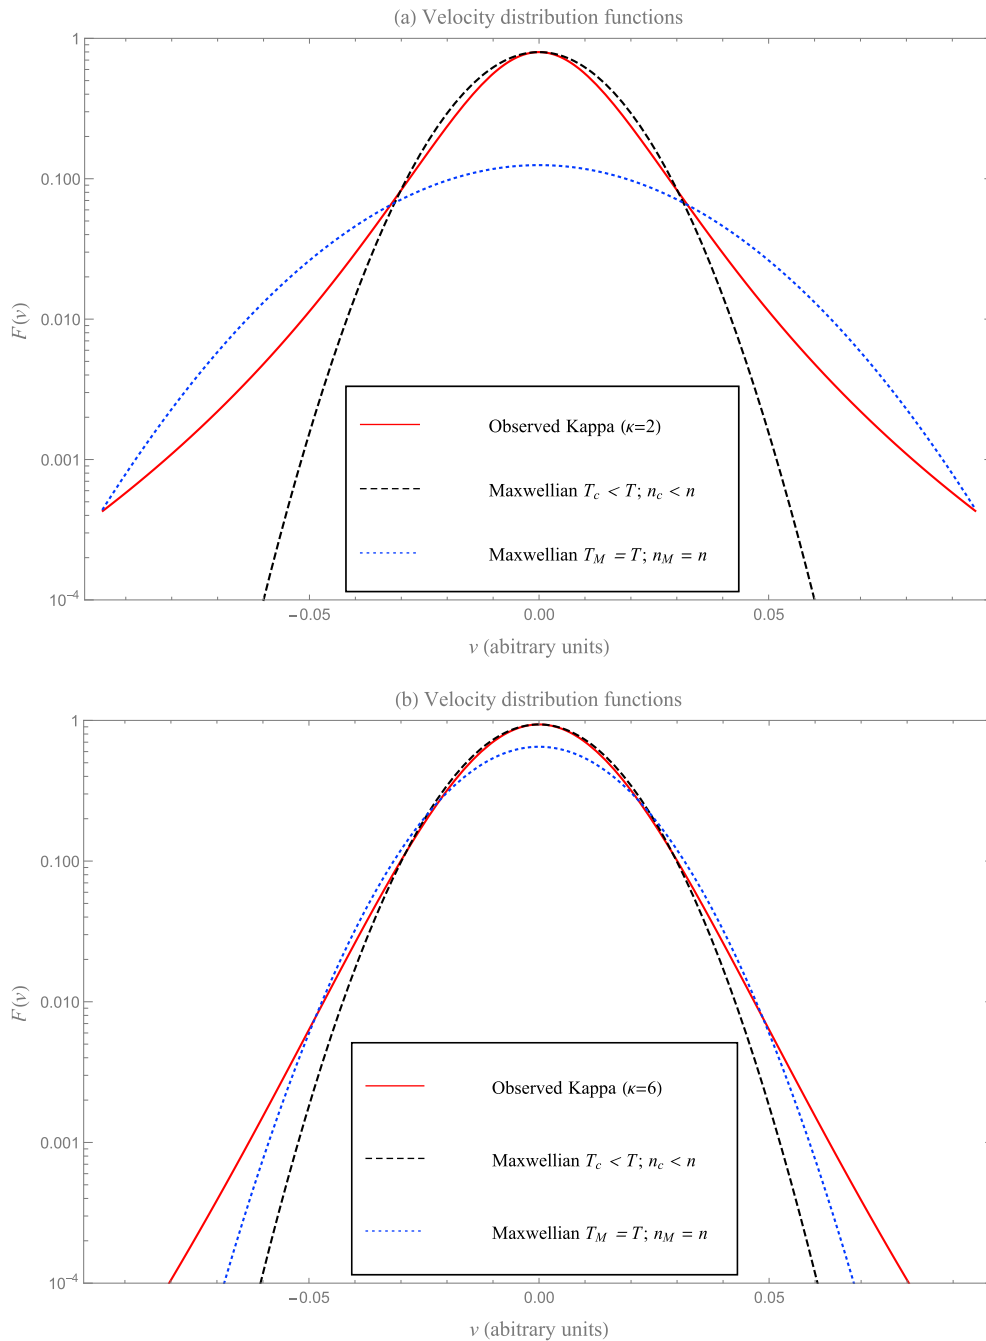 (a) Velocity distribution functions
1
0.100
0.010
0.001
10⁻⁴
F(v)
Observed Kappa (κ=2)
Maxwellian T_c < T; n_c < n
Maxwellian T_M = T; n_M = n
−0.05
0.00
0.05
v (abitrary units)
(b) Velocity distribution functions
1
0.100
0.010
0.001
10⁻⁴
F(v)
Observed Kappa (κ=6)
Maxwellian T_c < T; n_c < n
Maxwellian T_M = T; n_M = n
−0.05
0.00
0.05
v (abitrary units)